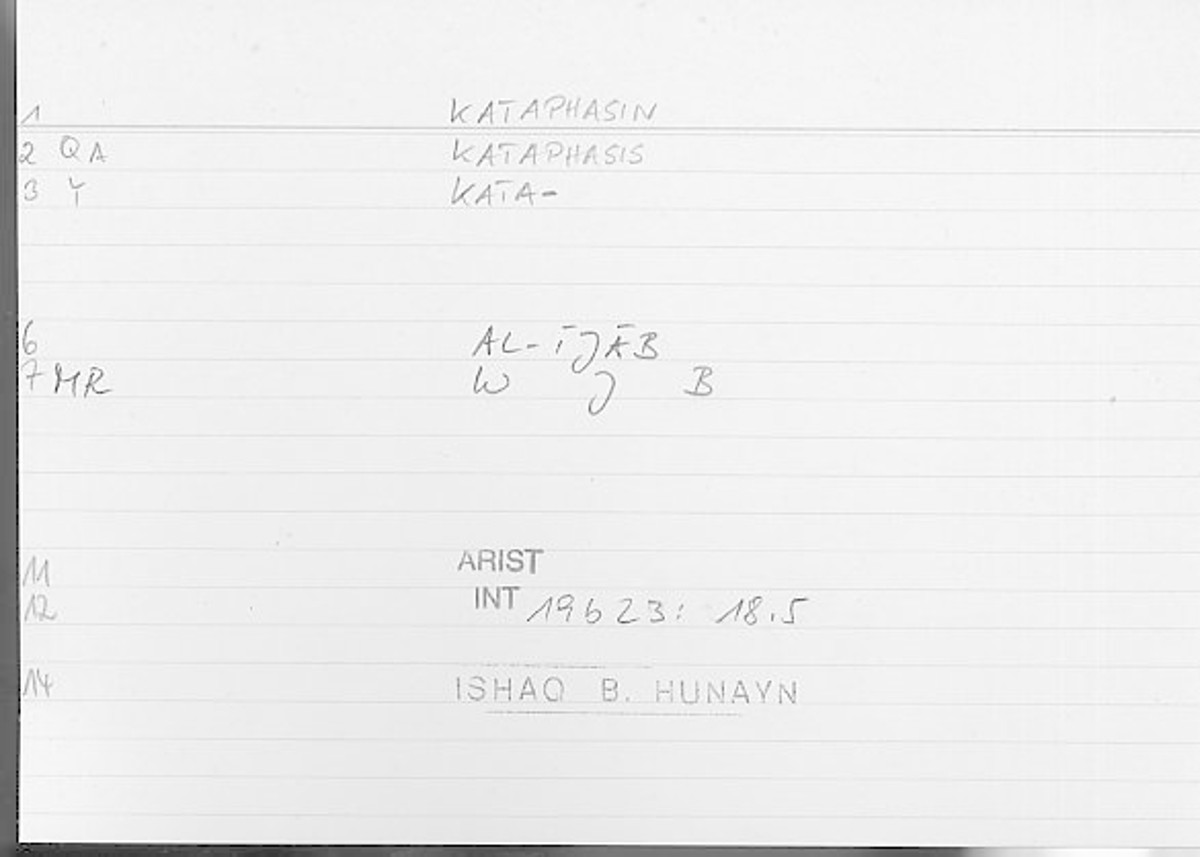 1 KATAPHASIN
2 QA KATAPHASIS
3 Y KATA-
6 AL-ĪJĀB
7 MR W J B
11 ARIST
12 INT 19b23: 18.5
14 ISHAQ B. HUNAYN